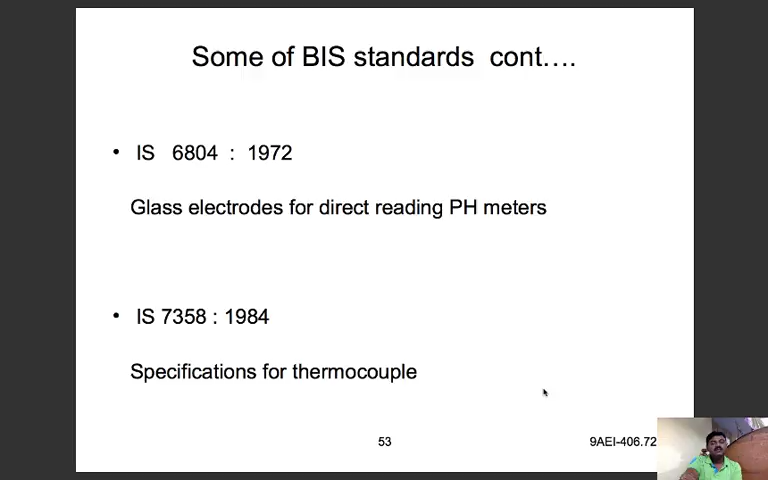 Some of BIS standards cont….
• IS 6804 : 1972
Glass electrodes for direct reading PH meters
• IS 7358 : 1984
Specifications for thermocouple
53
9AEI-406.72